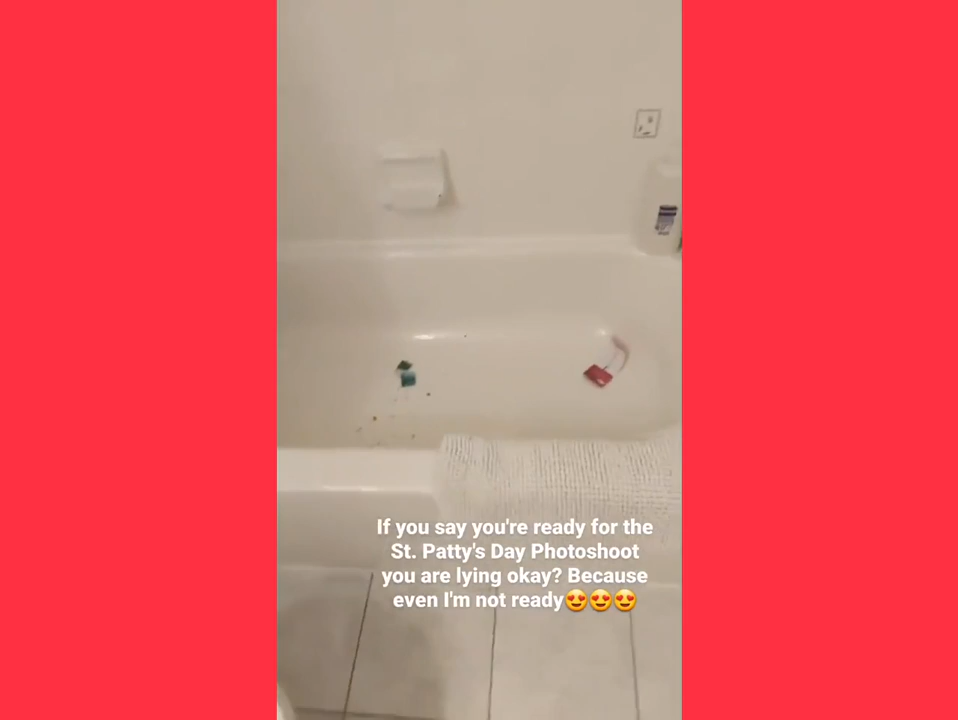 If you say you're ready for the
St. Patty's Day Photoshoot
you are lying okay? Because
even I'm not ready😍😍😍